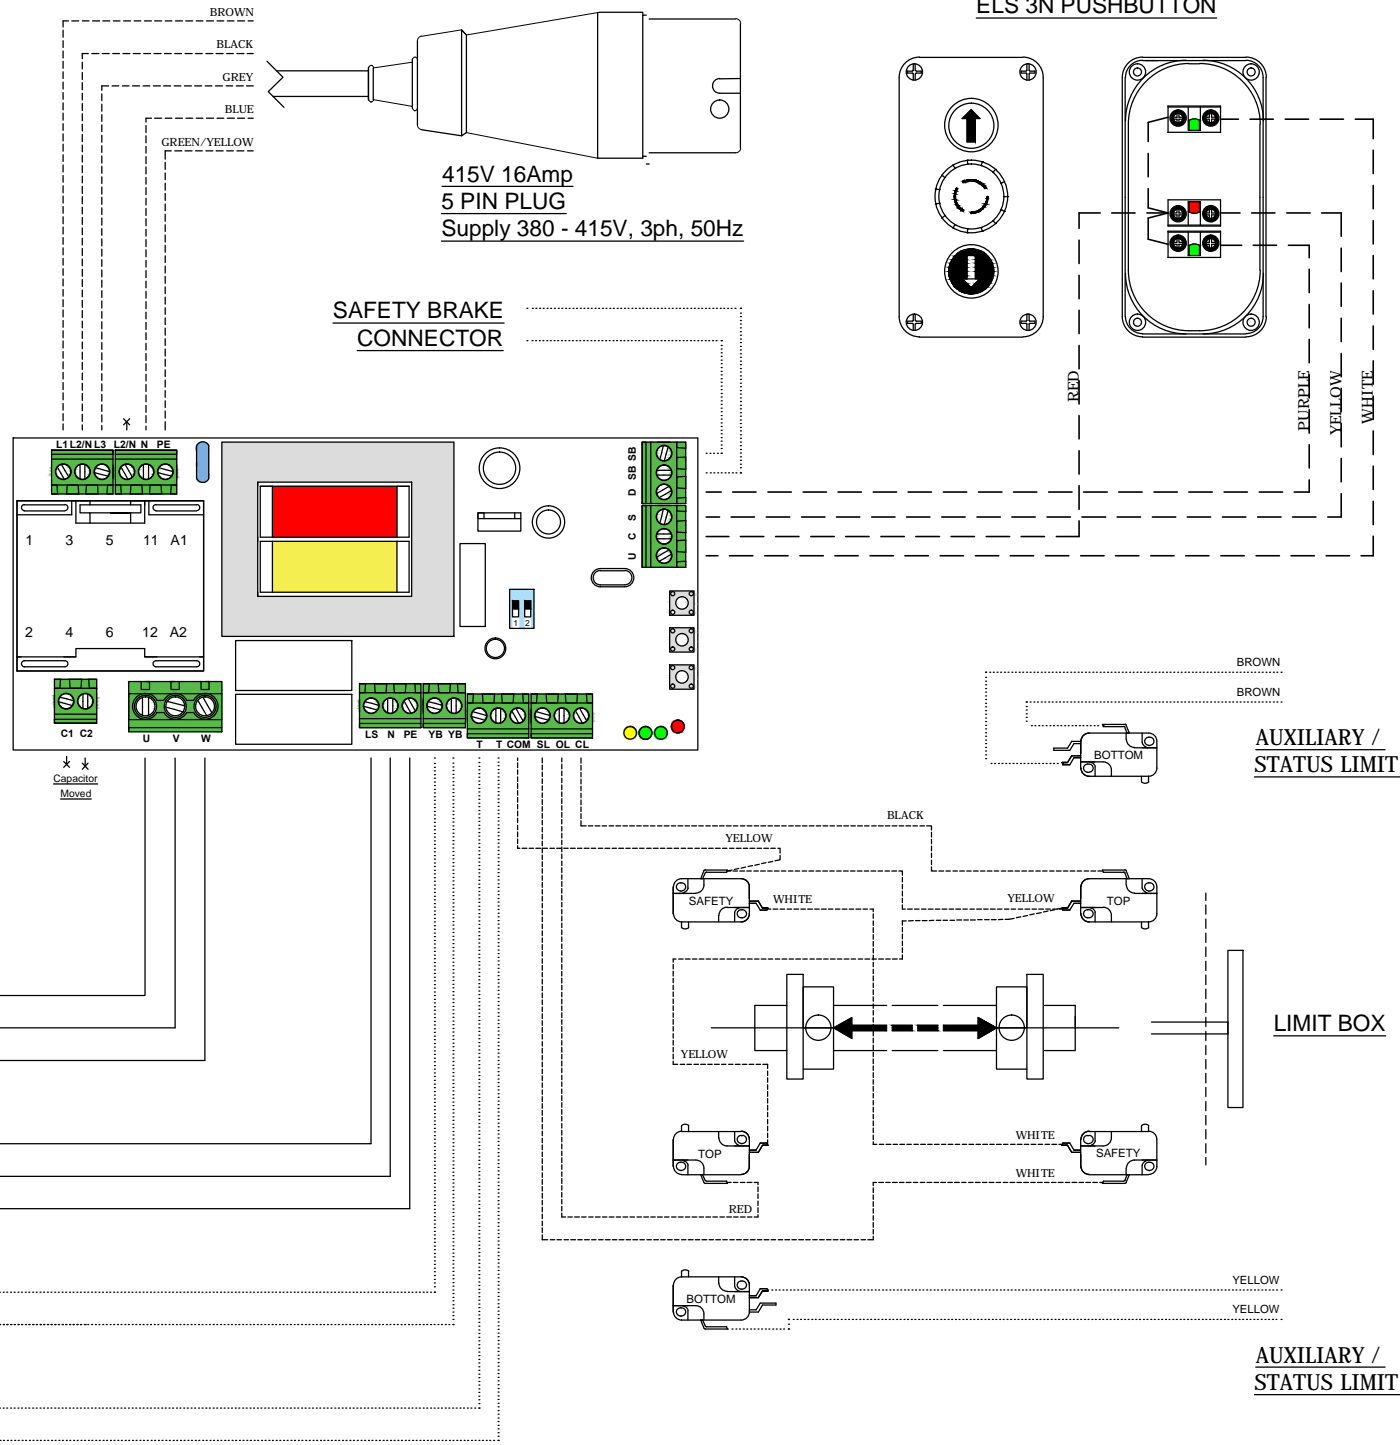 ELS 3N PUSHBUTTON
BROWN
BLACK
GREY
BLUE
GREEN/YELLOW
415V 16Amp
5 PIN PLUG
Supply 380 - 415V, 3ph, 50Hz
SAFETY BRAKE
CONNECTOR
RED
PURPLE
YELLOW
WHITE
L1 L2/N L3 L2/N N PE
SB
SB
D
S
C
U
1 3 5 11 A1
2 4 6 12 A2
1 2
C1 C2
U V W
LS N PE YB YB T T COM SL OL CL
Capacitor
Moved
BROWN
BROWN
BOTTOM
AUXILIARY /
STATUS LIMIT
BLACK
YELLOW
SAFETY
WHITE
YELLOW
TOP
LIMIT BOX
YELLOW
TOP
WHITE
SAFETY
WHITE
RED
BOTTOM
YELLOW
YELLOW
AUXILIARY /
STATUS LIMIT